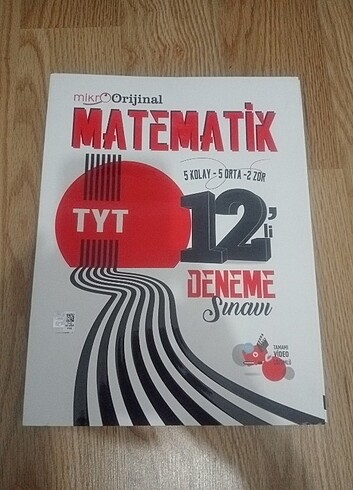 mikro Orijinal
MATEMATİK
5 KOLAY - 5 ORTA - 2 ZOR
TYT
12'li
DENEME
Sınavı
TAMAMI
VİDEO